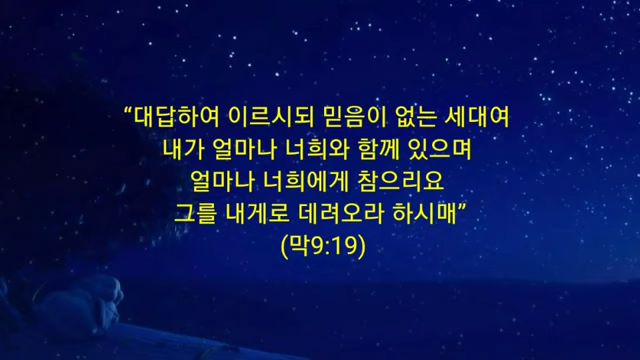 “대답하여 이르시되 믿음이 없는 세대여
내가 얼마나 너희와 함께 있으며
얼마나 너희에게 참으리요
그를 내게로 데려오라 하시매”
(막9:19)